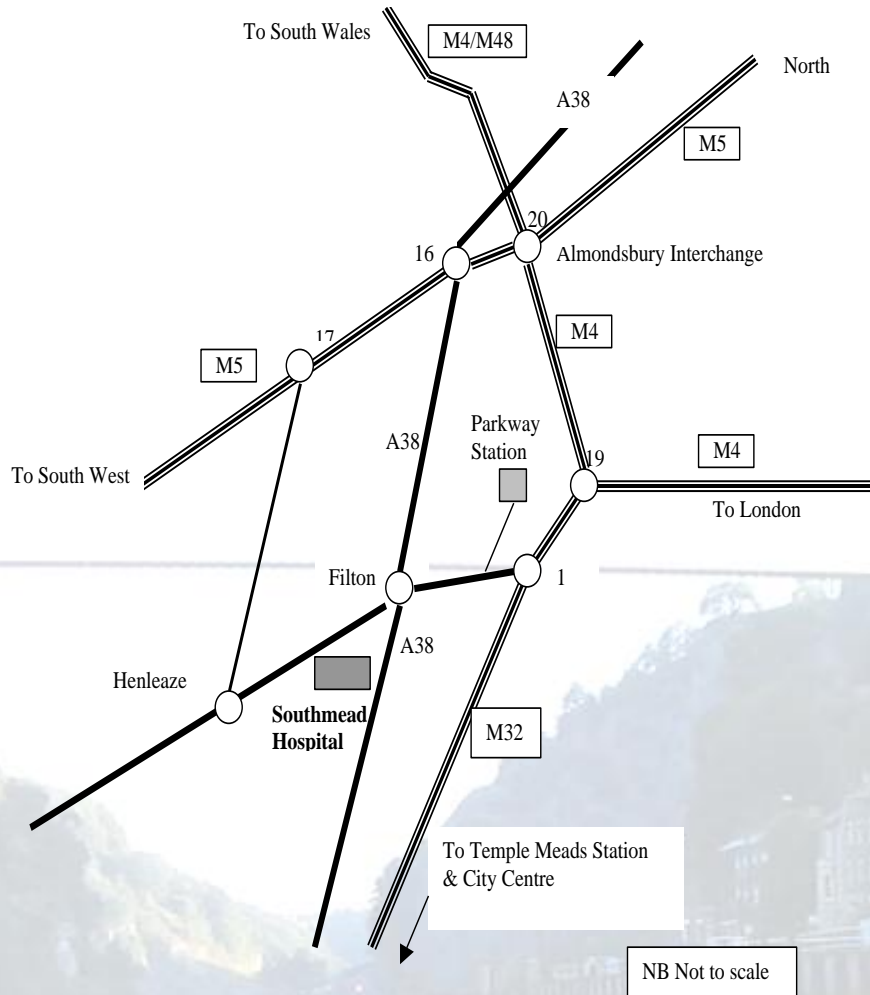 To South Wales
M4/M48
North
A38
M5
20
16
Almondsbury Interchange
17
M4
M5
Parkway
Station
A38
19
M4
To South West
To London
Filton
1
A38
Henleaze
Southmead
Hospital
M32
To Temple Meads Station
& City Centre
NB Not to scale